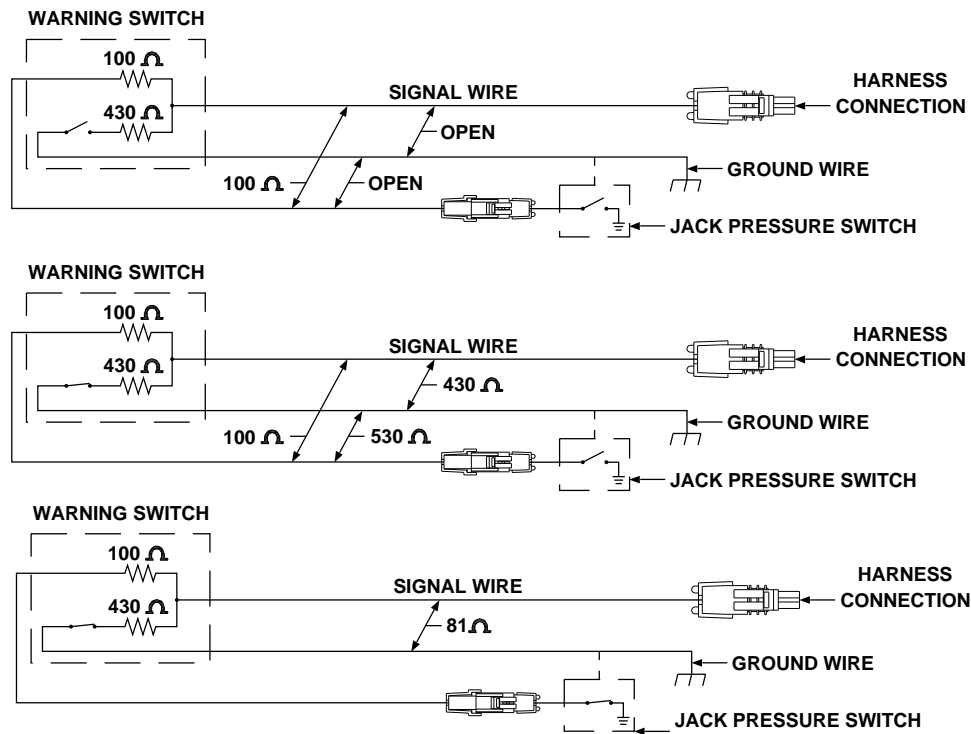 WARNING SWITCH
100 Ω
430 Ω
SIGNAL WIRE
OPEN
100 Ω
OPEN
HARNESS
CONNECTION
GROUND WIRE
JACK PRESSURE SWITCH
WARNING SWITCH
100 Ω
430 Ω
SIGNAL WIRE
430 Ω
100 Ω
530 Ω
HARNESS
CONNECTION
GROUND WIRE
JACK PRESSURE SWITCH
WARNING SWITCH
100 Ω
430 Ω
SIGNAL WIRE
81Ω
HARNESS
CONNECTION
GROUND WIRE
JACK PRESSURE SWITCH